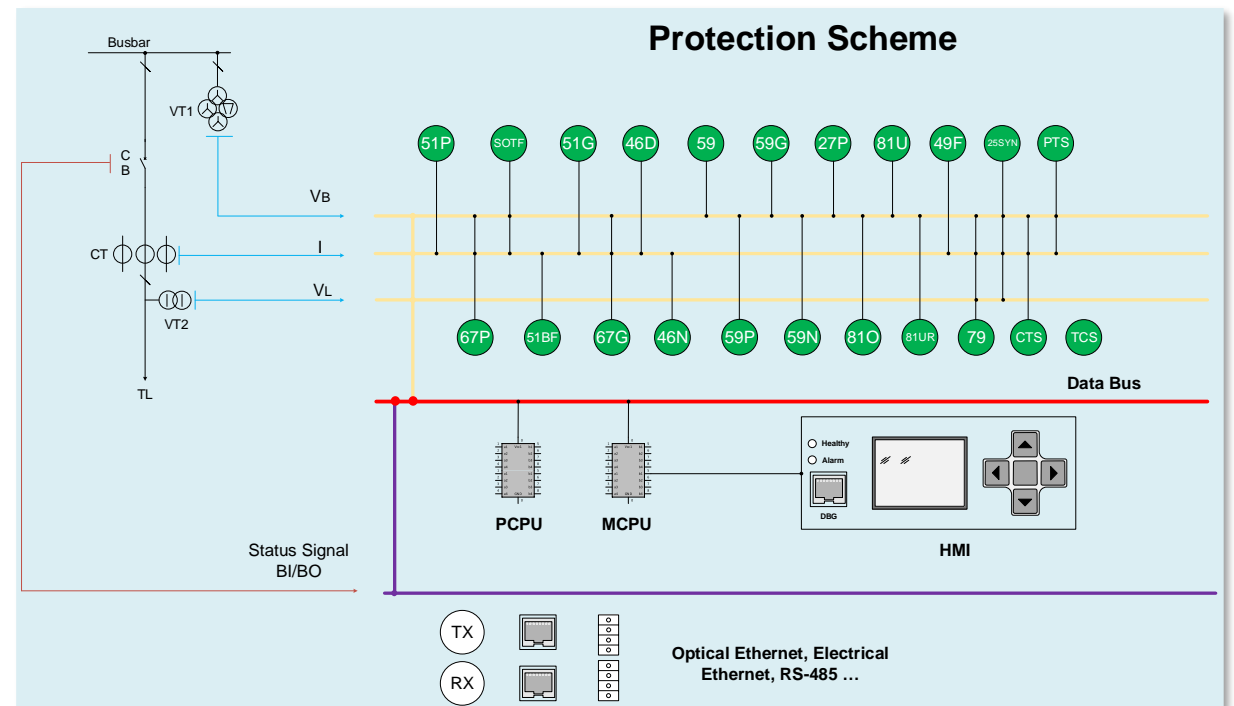 Protection Scheme
Busbar
VT1
C
B
VB
CT
I
VL
VT2
TL
51P
SOTF
51G
46D
59
59G
27P
81U
49F
25SYN
PTS
67P
51BF
67G
46N
59P
59N
81O
81UR
79
CTS
TCS
Data Bus
PCPU
MCPU
Healthy
Alarm
DBG
HMI
Status Signal
BI/BO
TX
RX
Optical Ethernet, Electrical
Ethernet, RS-485 ...